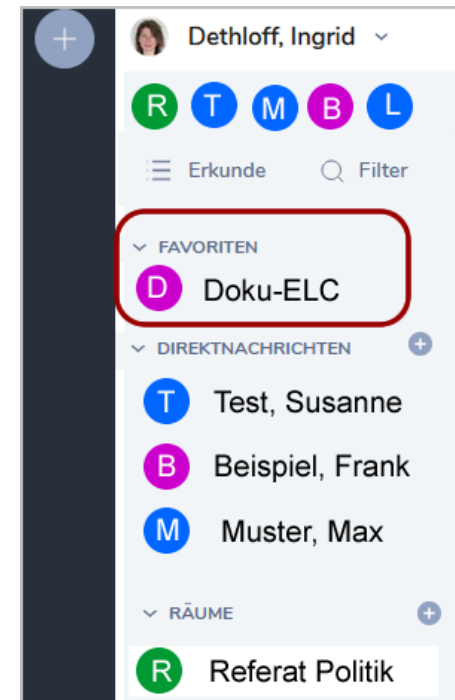 Dethloff, Ingrid
R T M B L
Erkunde Filter
FAVORITEN
D Doku-ELC
DIREKTNACHRICHTEN
T Test, Susanne
B Beispiel, Frank
M Muster, Max
RÄUME
R Referat Politik